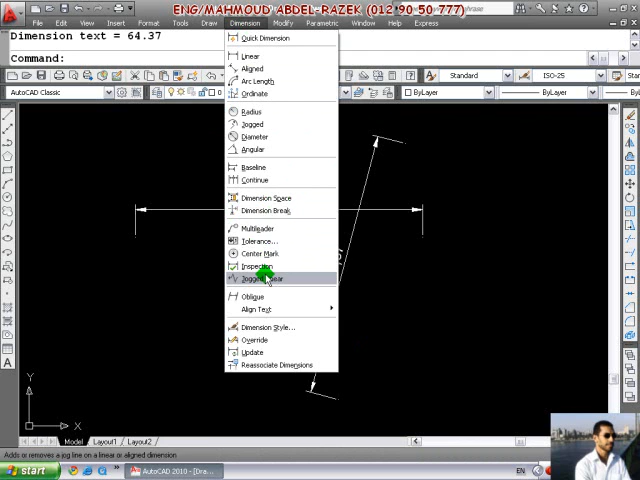 ENG/MAHMOUD ABDEL-RAZEK (012 90 50 777)
File Edit View Insert Format Tools Draw Dimension Modify Parametric Window Help Express
Dimension text = 64.37
Command:
Standard ISO-25
AutoCAD Classic 0 ByLayer ByLayer
Quick Dimension
Linear
Aligned
Arc Length
Ordinate
Radius
Jogged
Diameter
Angular
Baseline
Continue
Dimension Space
Dimension Break
Multileader
Tolerance...
Center Mark
Inspection
Oblique
Align Text
Dimension Style...
Override
Update
Reassociate Dimensions
Y
X
Model Layout1 Layout2
Adds or removes a jog line on a linear or aligned dimension
start AutoCAD 2010 - [Dra... EN